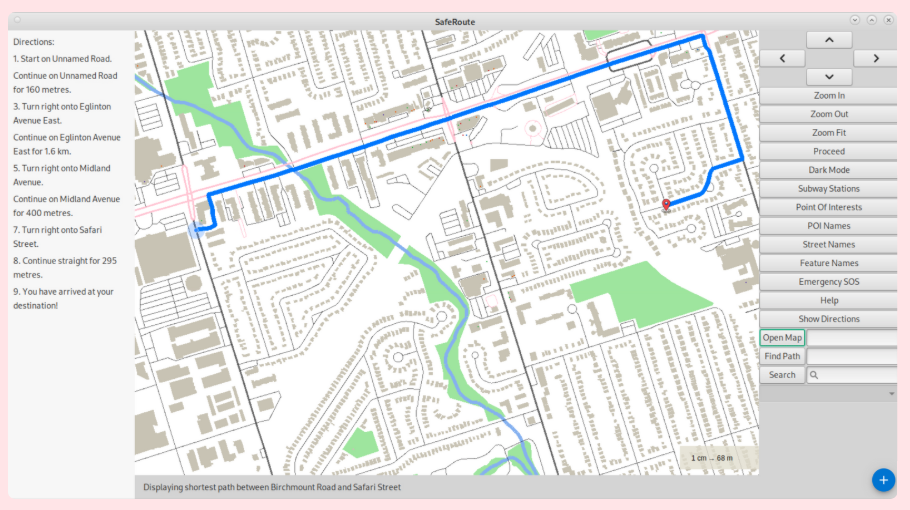 SafeRoute
Directions:
1. Start on Unnamed Road.
Continue on Unnamed Road
for 160 metres.
3. Turn right onto Eglinton
Avenue East.
Continue on Eglinton Avenue
East for 1.6 km.
5. Turn right onto Midland
Avenue.
Continue on Midland Avenue
for 400 metres.
7. Turn right onto Safari
Street.
8. Continue straight for 295
metres.
9. You have arrived at your
destination!
Zoom In
Zoom Out
Zoom Fit
Proceed
Dark Mode
Subway Stations
Point Of Interests
POI Names
Street Names
Feature Names
Emergency SOS
Help
Show Directions
Open Map
Find Path
Search
1 cm → 68 m
Displaying shortest path between Birchmount Road and Safari Street